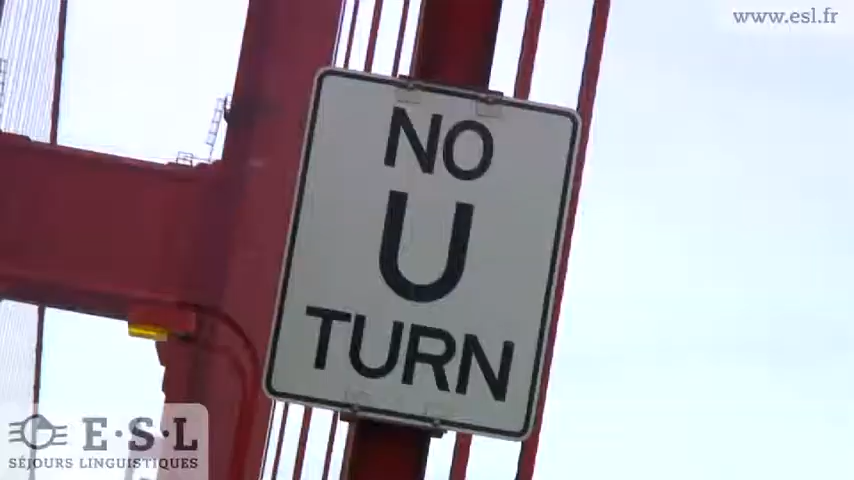 www.esl.fr
NO
U
TURN
E·S·L
SÉJOURS LINGUISTIQUES